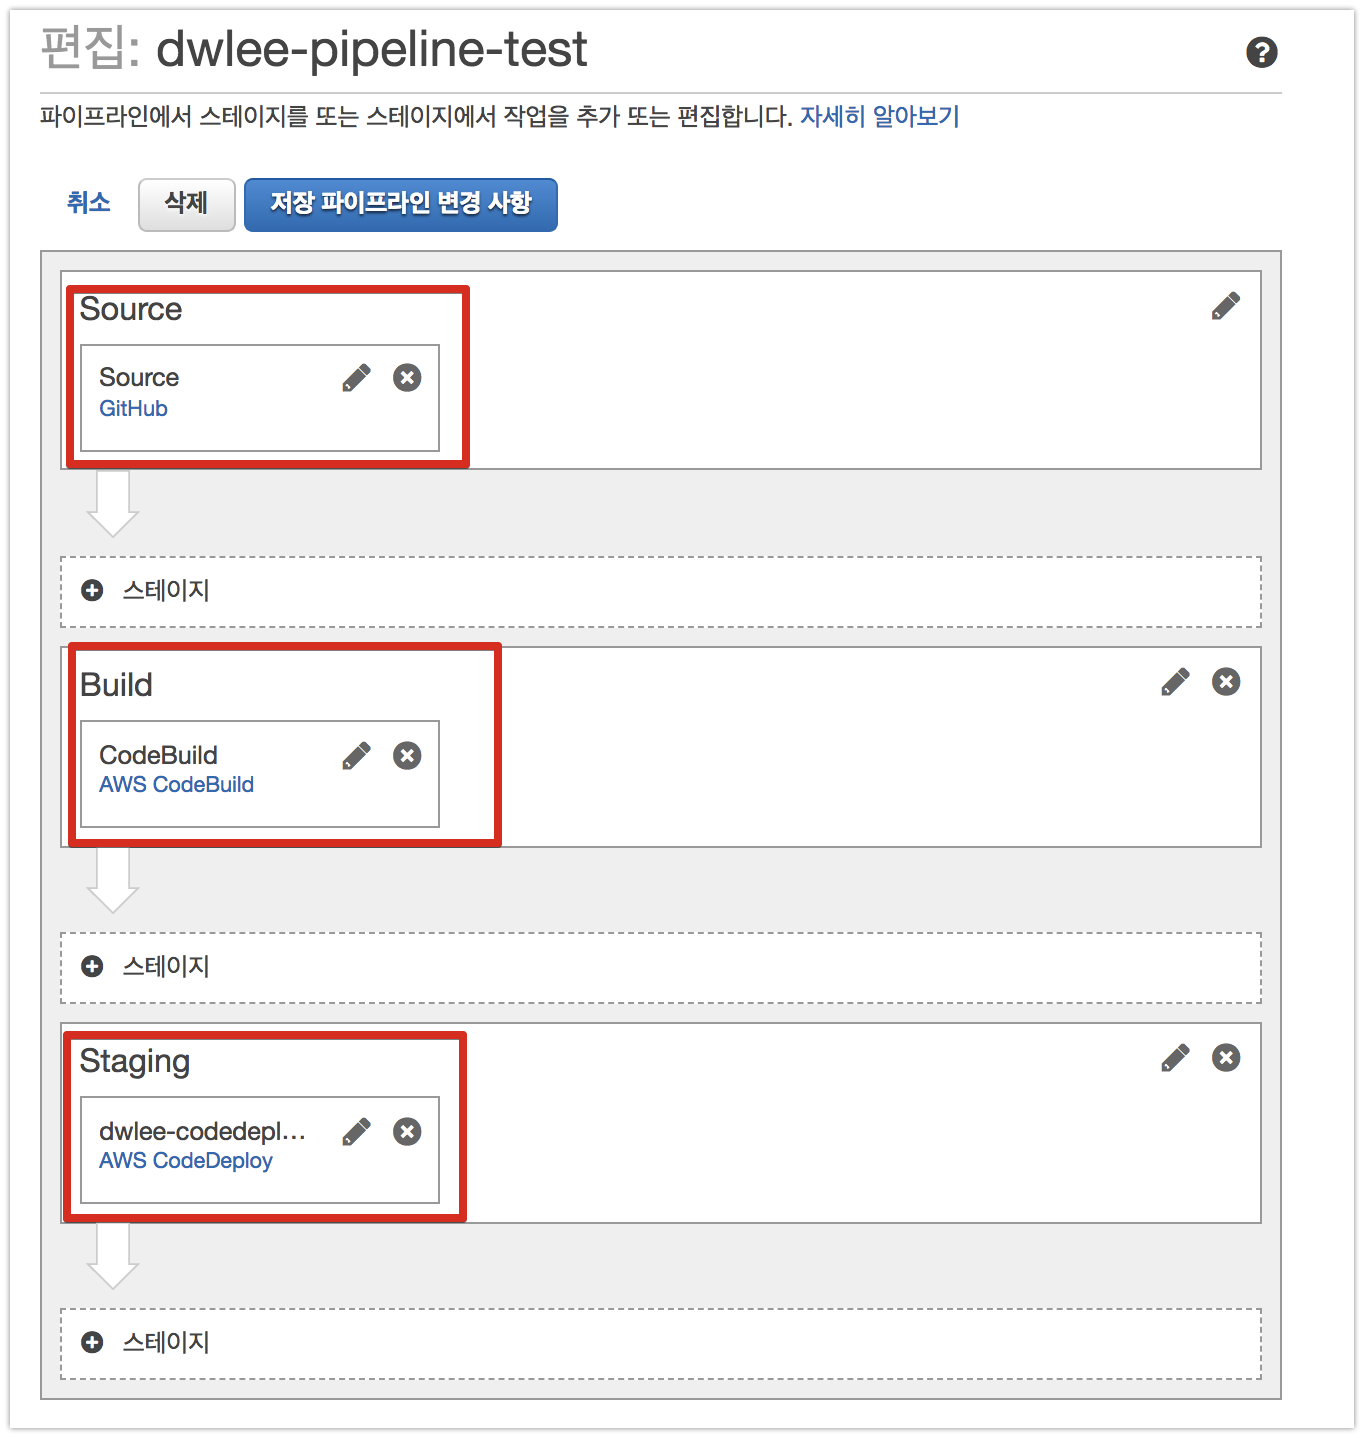 편집: dwlee-pipeline-test
파이프라인에서 스테이지를 또는 스테이지에서 작업을 추가 또는 편집합니다. 자세히 알아보기
취소 삭제 저장 파이프라인 변경 사항
Source
Source
GitHub
스테이지
Build
CodeBuild
AWS CodeBuild
스테이지
Staging
dwlee-codedepl...
AWS CodeDeploy
스테이지